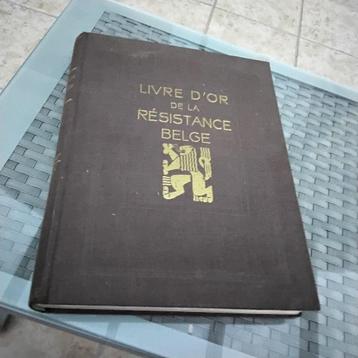 LIVRE D'OR
DE LA
RÉSISTANCE
BELGE